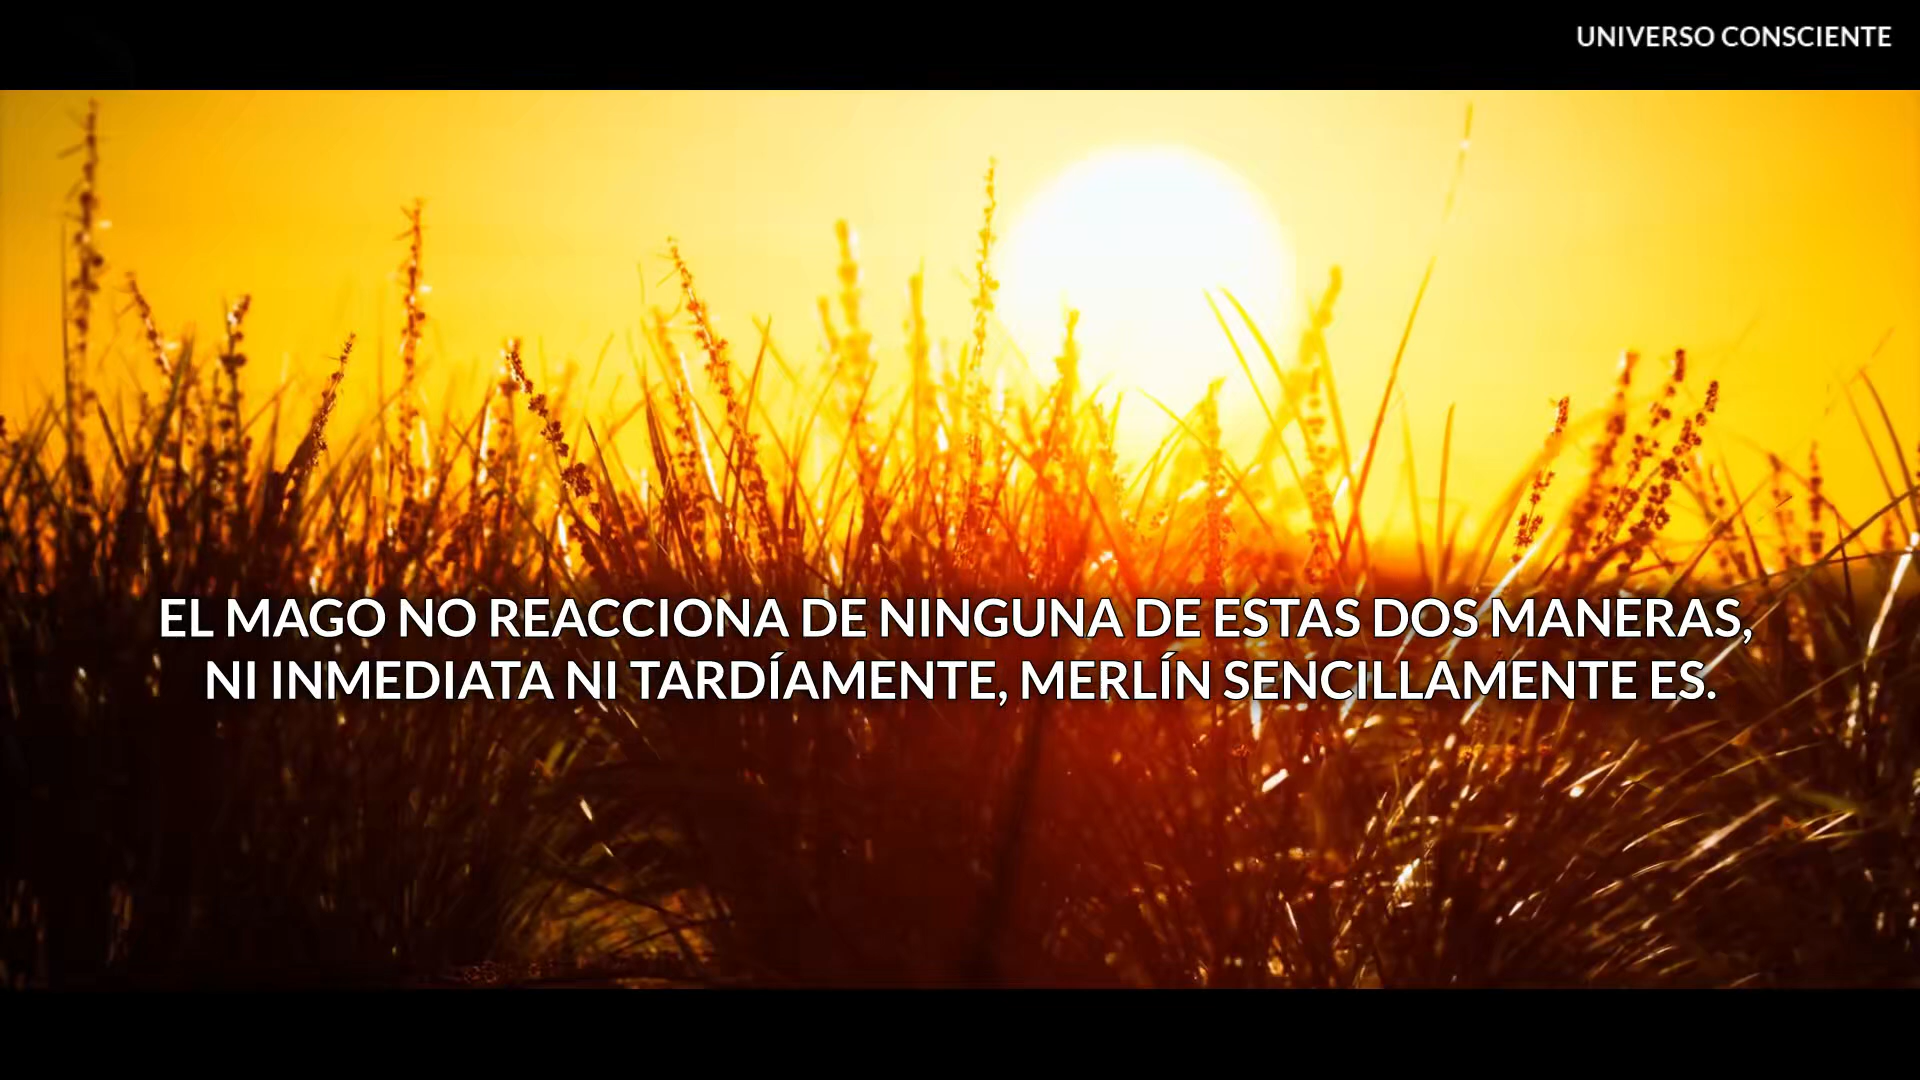 UNIVERSO CONSCIENTE
EL MAGO NO REACCIONA DE NINGUNA DE ESTAS DOS MANERAS,
NI INMEDIATA NI TARDÍAMENTE, MERLÍN SENCILLAMENTE ES.